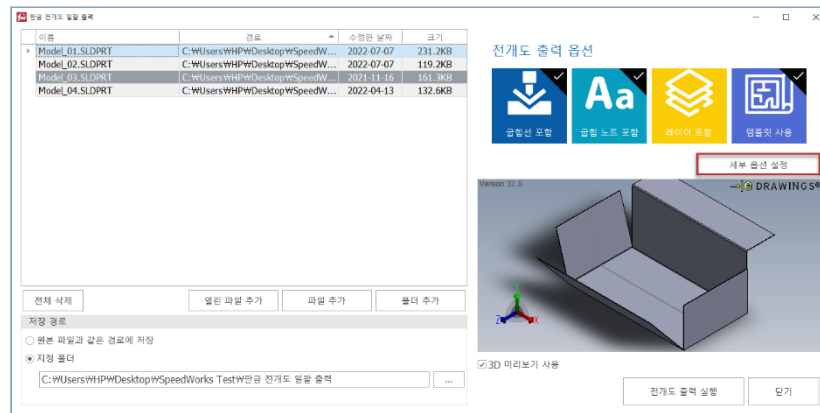 판금 전개도 일괄 출력
이름 경로 수정한 날짜 크기
Model_01.SLDPRT C:₩Users₩HP₩Desktop₩SpeedW... 2022-07-07 231.2KB
Model_02.SLDPRT C:₩Users₩HP₩Desktop₩SpeedW... 2022-07-07 119.2KB
Model_03.SLDPRT C:₩Users₩HP₩Desktop₩SpeedW... 2021-11-16 161.3KB
Model_04.SLDPRT C:₩Users₩HP₩Desktop₩SpeedW... 2022-04-13 132.6KB
전체 삭제 열린 파일 추가 파일 추가 폴더 추가
저장 경로
원본 파일과 같은 경로에 저장
지정 폴더
C:₩Users₩HP₩Desktop₩SpeedWorks Test₩판금 전개도 일괄 출력 ...
전개도 출력 옵션
Aa
굽힘선 포함 굽힘 노트 포함 레이어 포함 템플릿 사용
세부 옵션 설정
Version 31.0 DRAWINGS®
Y
Z X
3D 미리보기 사용
전개도 출력 실행 닫기